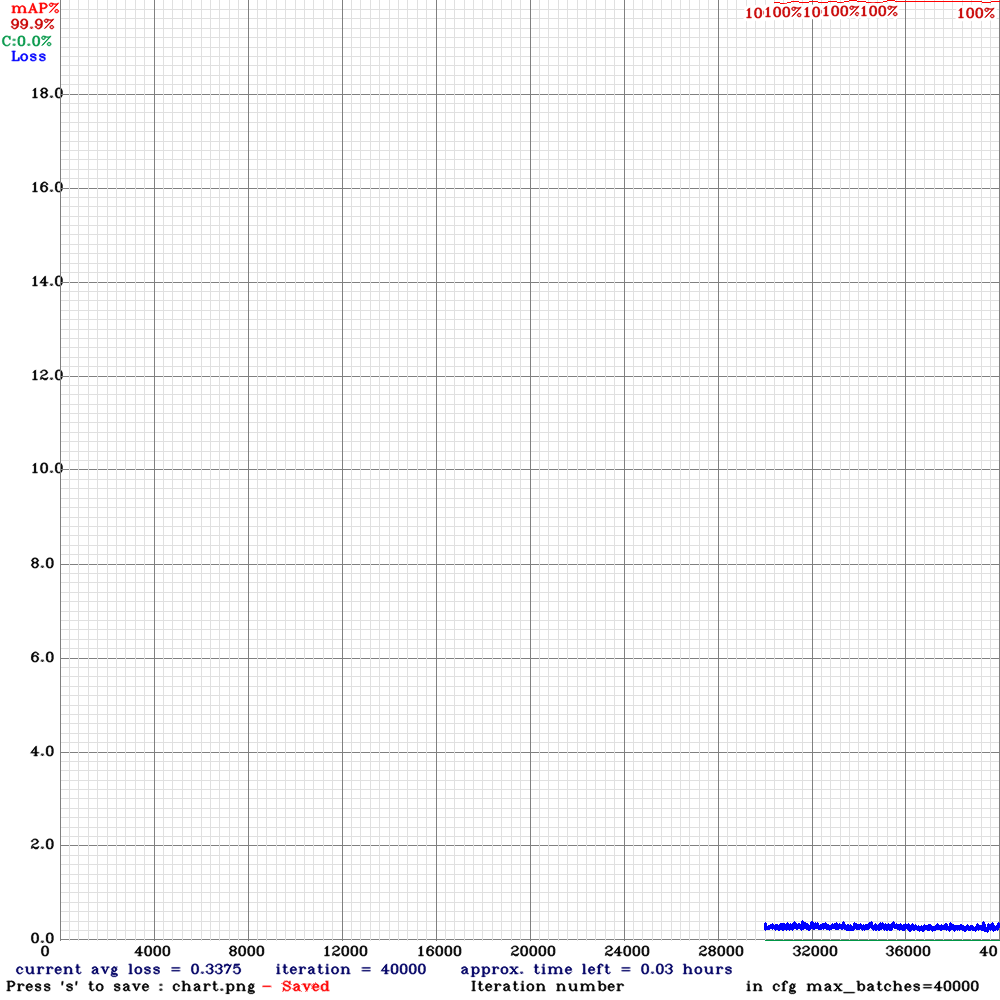 mAP%
99.9%
C:0.0%
Loss
10100%10100%100%
100%
18.0
16.0
14.0
12.0
10.0
8.0
6.0
4.0
2.0
0.0
0 4000 8000 12000 16000 20000 24000 28000 32000 36000 40
current avg loss = 0.3375 iteration = 40000 approx. time left = 0.03 hours
Press 's' to save : chart.png - Saved Iteration number in cfg max_batches=40000